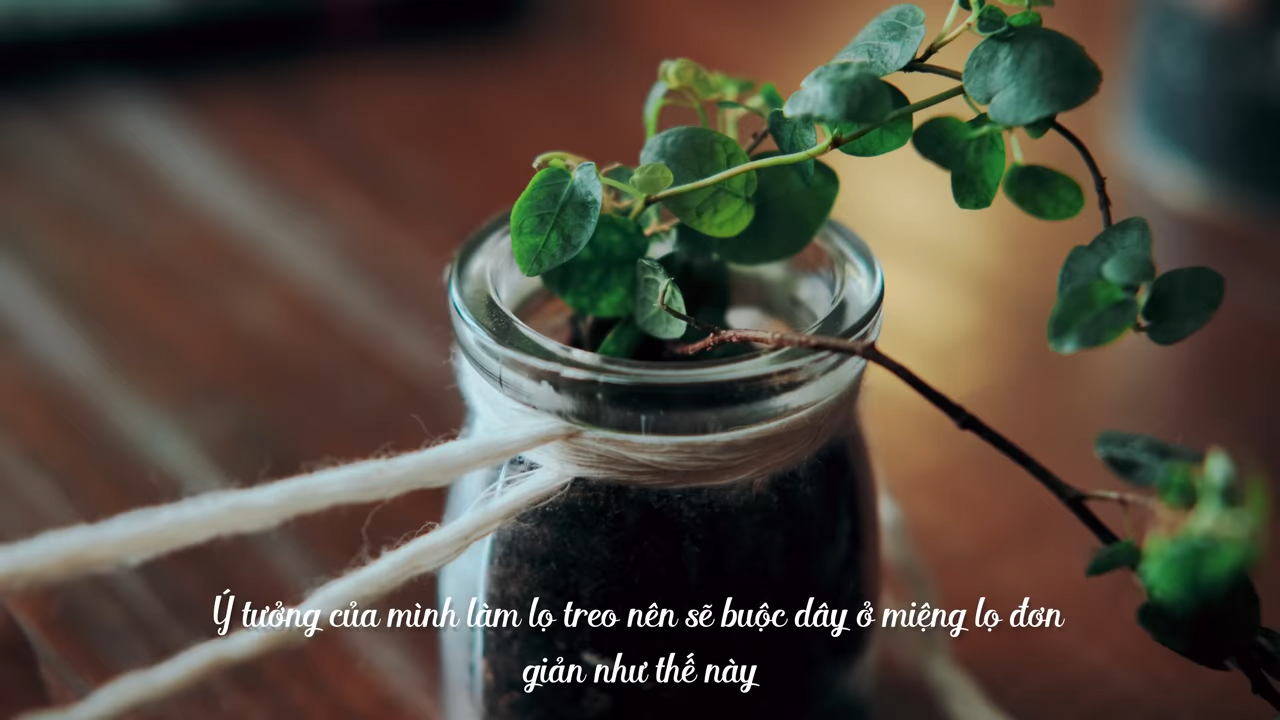 Ý tưởng của mình làm lọ treo nên sẽ buộc dây ở miệng lọ đơn
giản như thế này